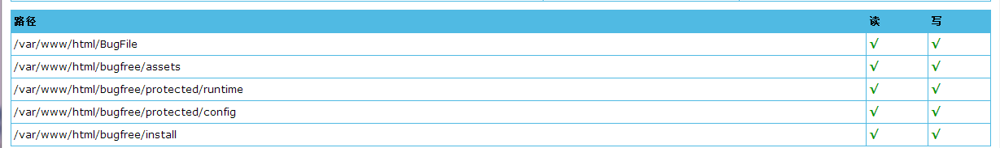 路径 读 写
/var/www/html/BugFile √ √
/var/www/html/bugfree/assets √ √
/var/www/html/bugfree/protected/runtime √ √
/var/www/html/bugfree/protected/config √ √
/var/www/html/bugfree/install √ √